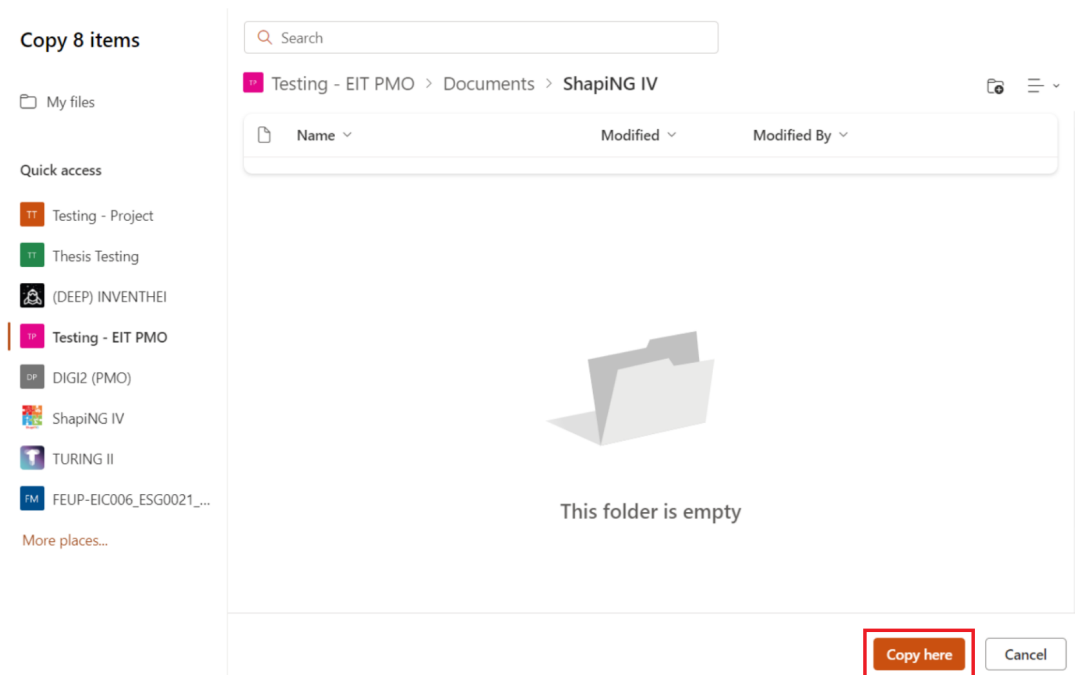 Copy 8 items
Search
My files
TP Testing - EIT PMO > Documents > ShapiNG IV
Name Modified Modified By
Quick access
TT Testing - Project
TT Thesis Testing
(DEEP) INVENTHEI
TP Testing - EIT PMO
DP DIGI2 (PMO)
ShapiNG IV
T TURING II
FM FEUP-EIC006_ESG0021_...
More places...
This folder is empty
Copy here Cancel